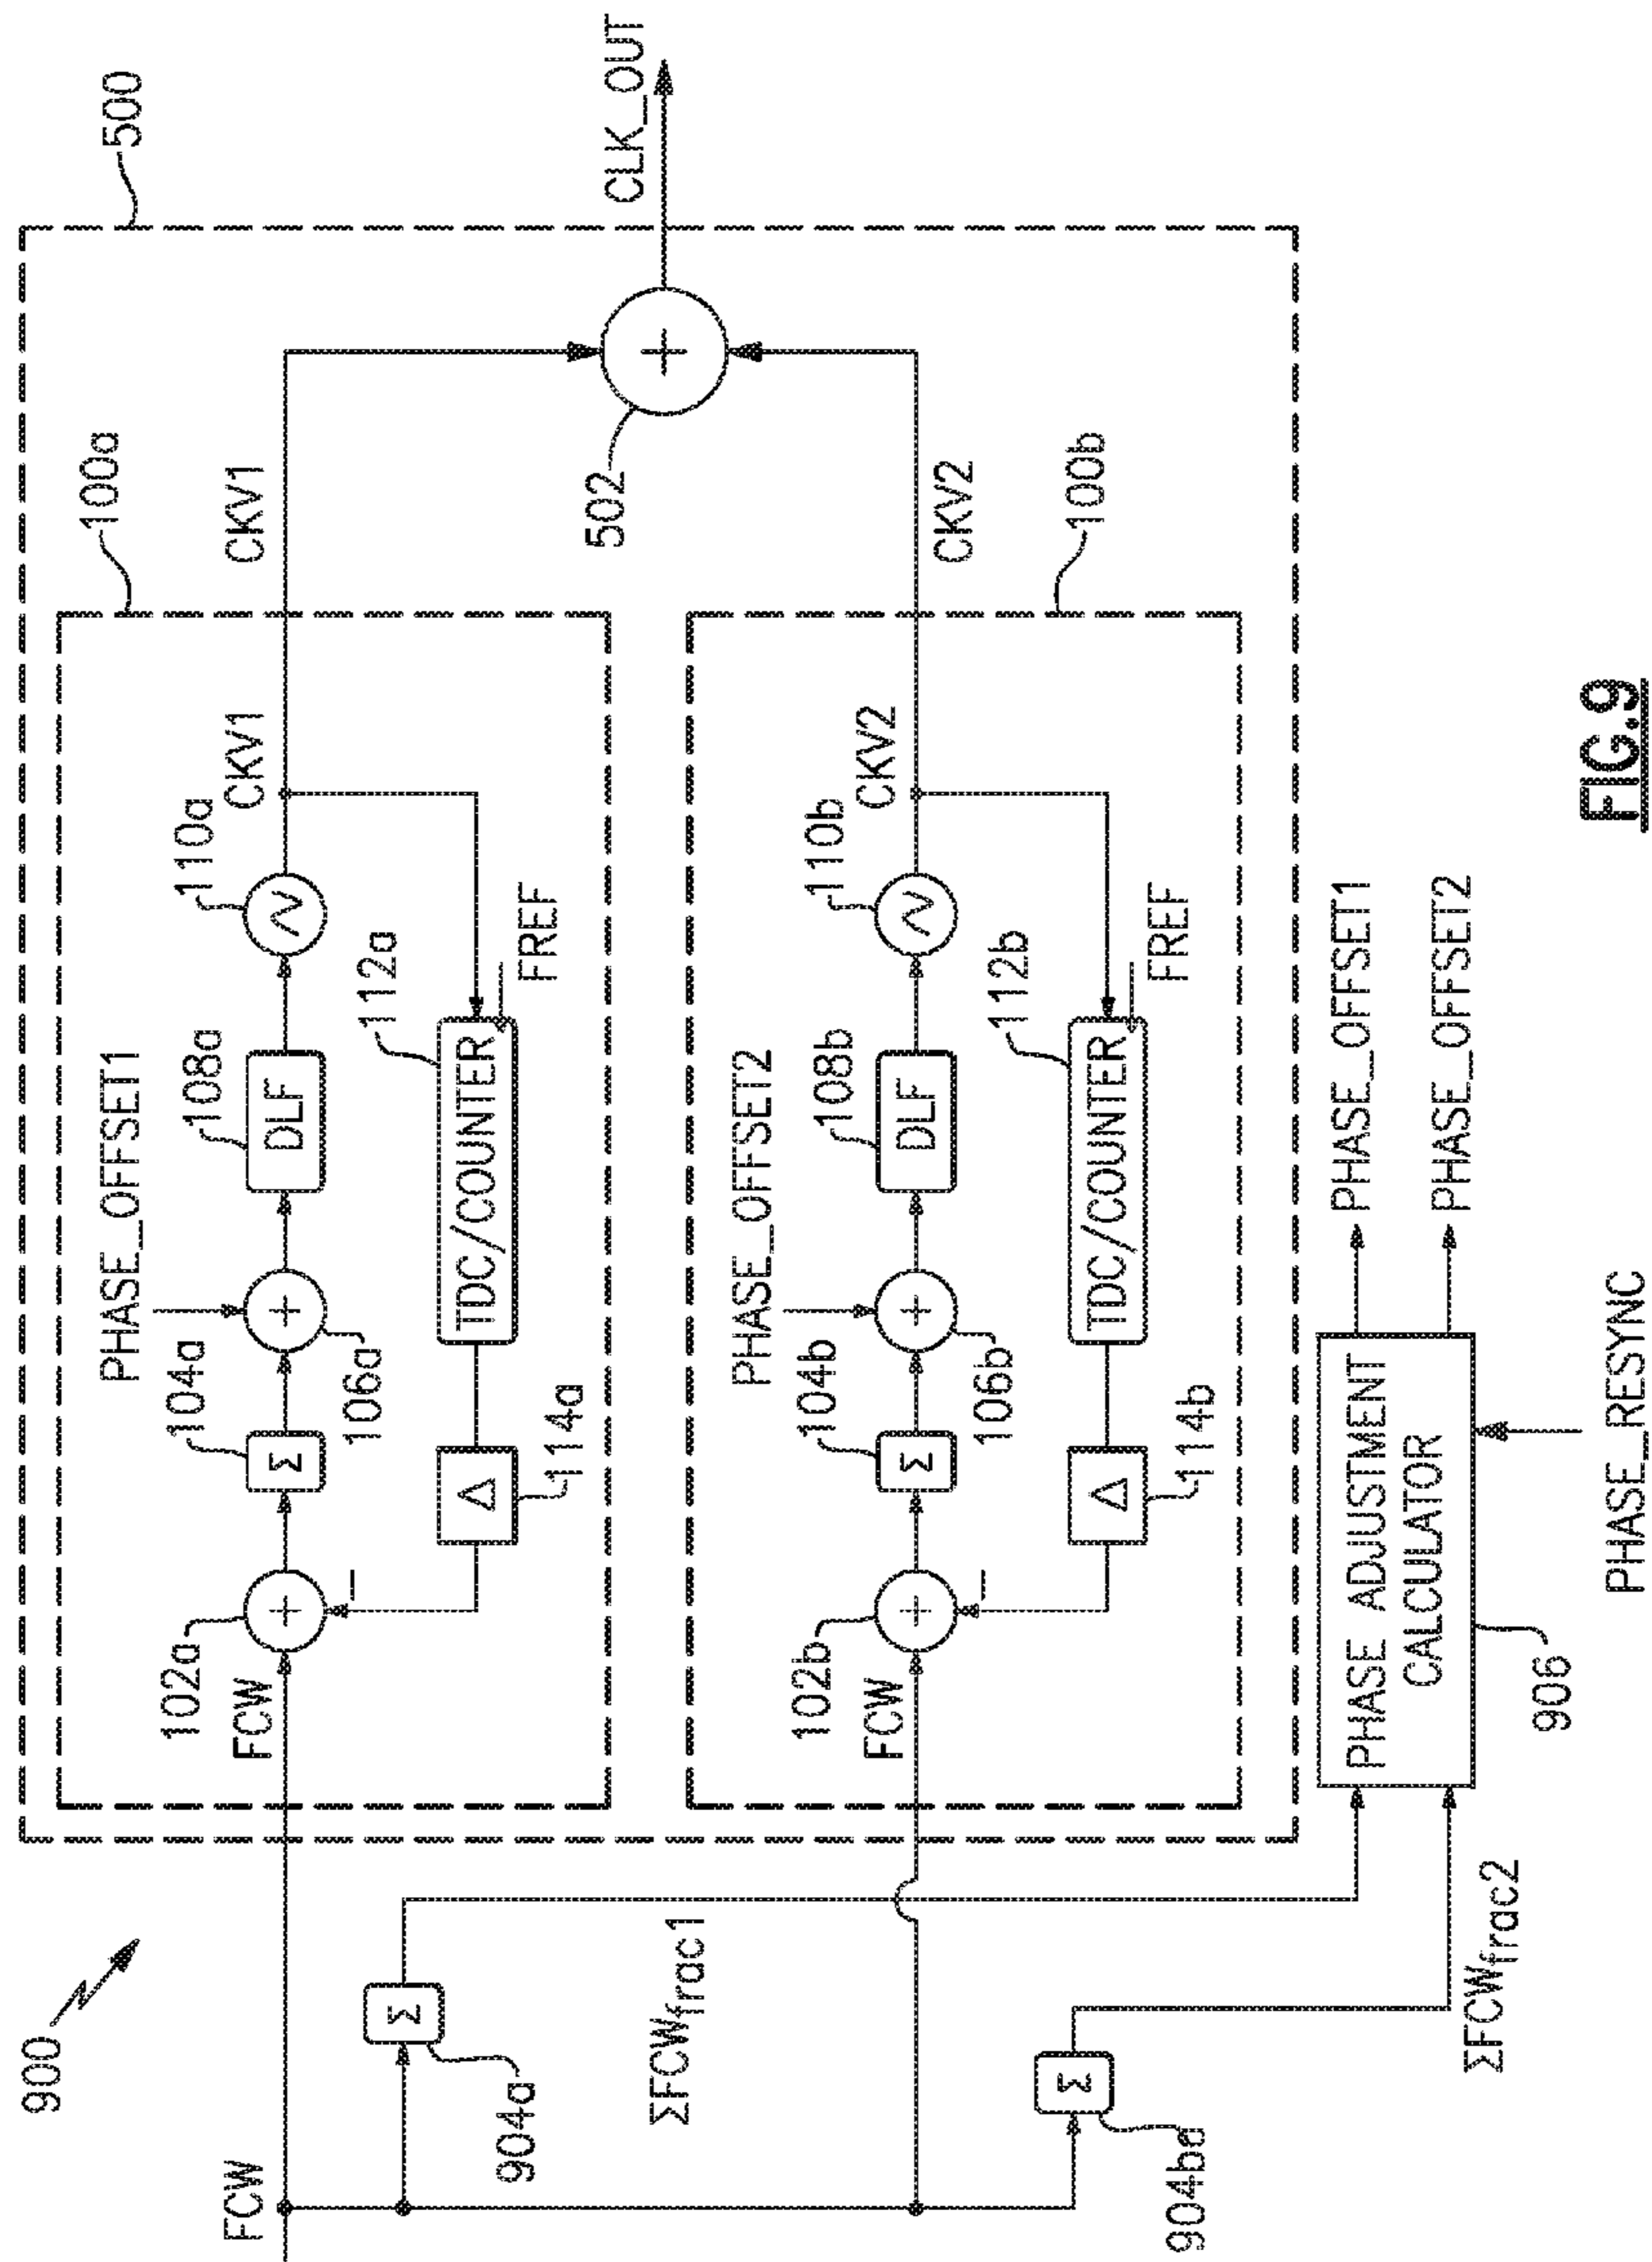 900
500
FCW
102a
FCW
104a
Σ
PHASE_OFFSET1
106a
108a
DLF
110a
CKV1
100a
CKV1
+
+
-
Δ
114a
TDC/COUNTER
112a
FREF
502
+
CLK_OUT
904a
Σ
ΣFCWfrac1
102b
FCW
104b
Σ
PHASE_OFFSET2
106b
108b
DLF
110b
CKV2
CKV2
100b
+
+
-
Δ
114b
TDC/COUNTER
112b
FREF
904ba
Σ
ΣFCWfrac2
PHASE ADJUSTMENT
CALCULATOR
906
PHASE_RESYNC
PHASE_OFFSET1
PHASE_OFFSET2
FIG.9